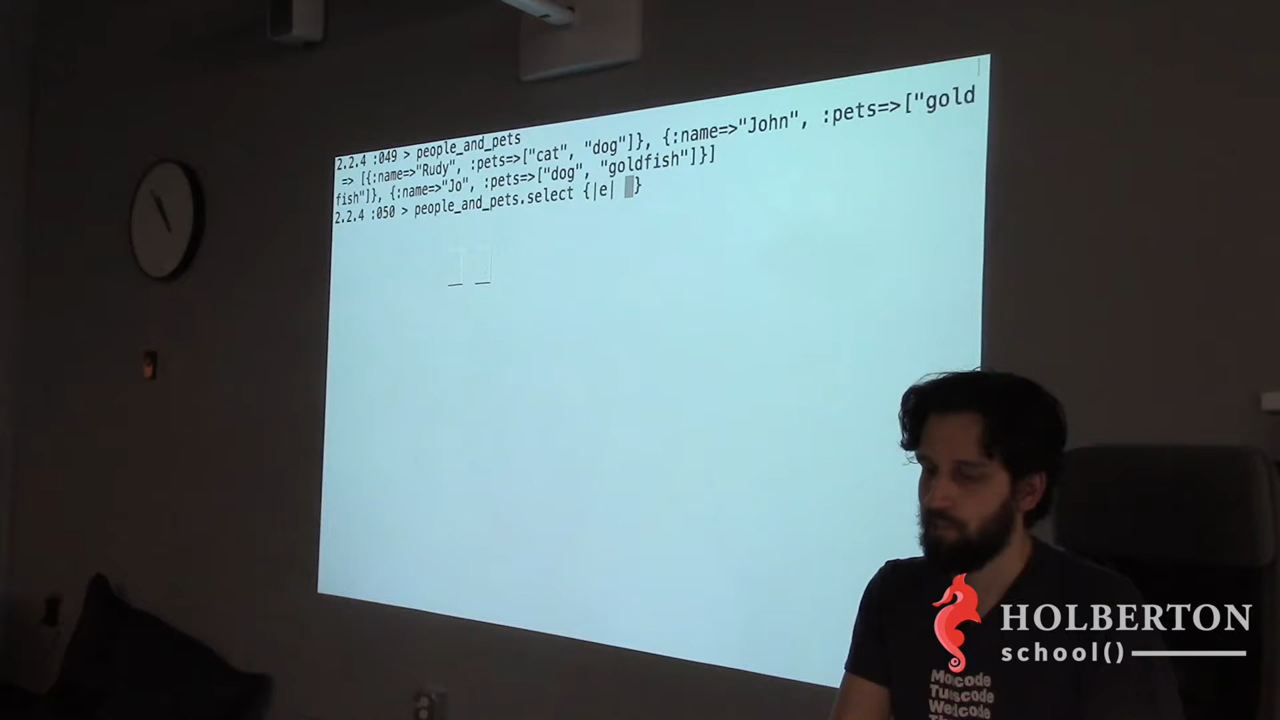 2.2.4 :049 > people_and_pets
=> [{:name=>"Rudy", :pets=>["cat", "dog"]}, {:name=>"John", :pets=>["gold
fish"]}, {:name=>"Jo", :pets=>["dog", "goldfish"]}]
2.2.4 :050 > people_and_pets.select {|e| }
HOLBERTON
school()